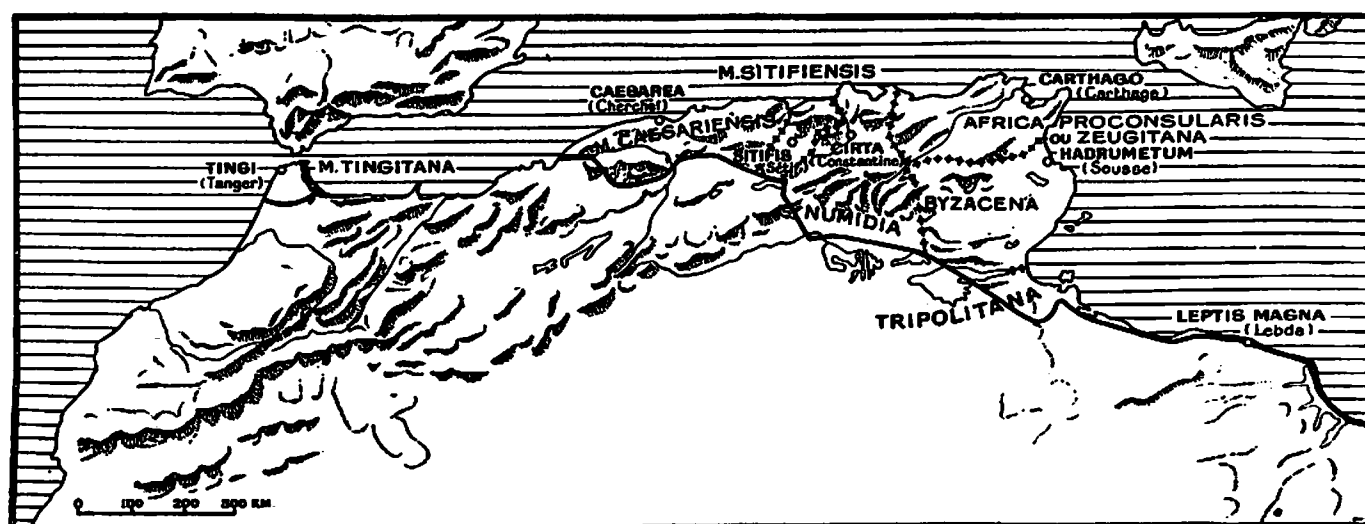 M.SITIFIENSIS
CAESAREA
(Cherchel)
CARTHAGO
(Carthage)
M.CAESARIENSIS
AFRICA PROCONSULARIS
OU ZEUGITANA
SITIFIS
(Sétif)
CIRTA
(Constantine)
HADRUMETUM
(Sousse)
TINGI
(Tanger)
M.TINGITANA
NUMIDIA
BYZACENA
TRIPOLITANA
LEPTIS MAGNA
(Lebda)
0 100 200 300 KM